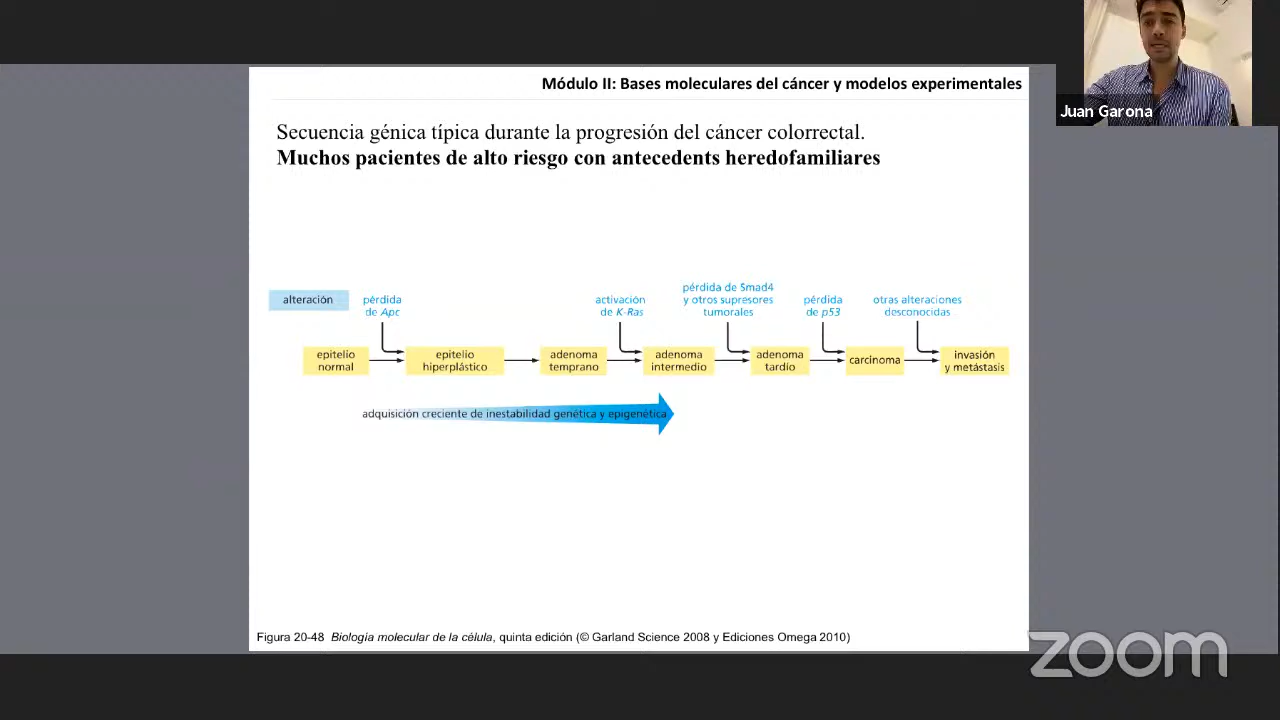 Módulo II: Bases moleculares del cáncer y modelos experimentales
Juan Garona
Secuencia génica típica durante la progresión del cáncer colorrectal.
Muchos pacientes de alto riesgo con antecedents heredofamiliares
alteración
pérdida
de Apc
activación
de K-Ras
pérdida de Smad4
y otros supresores
tumorales
pérdida
de p53
otras alteraciones
desconocidas
epitelio
normal
epitelio
hiperplástico
adenoma
temprano
adenoma
intermedio
adenoma
tardío
carcinoma
invasión
y metástasis
adquisición creciente de inestabilidad genética y epigenética
Figura 20-48 Biología molecular de la célula, quinta edición (© Garland Science 2008 y Ediciones Omega 2010)
zoom